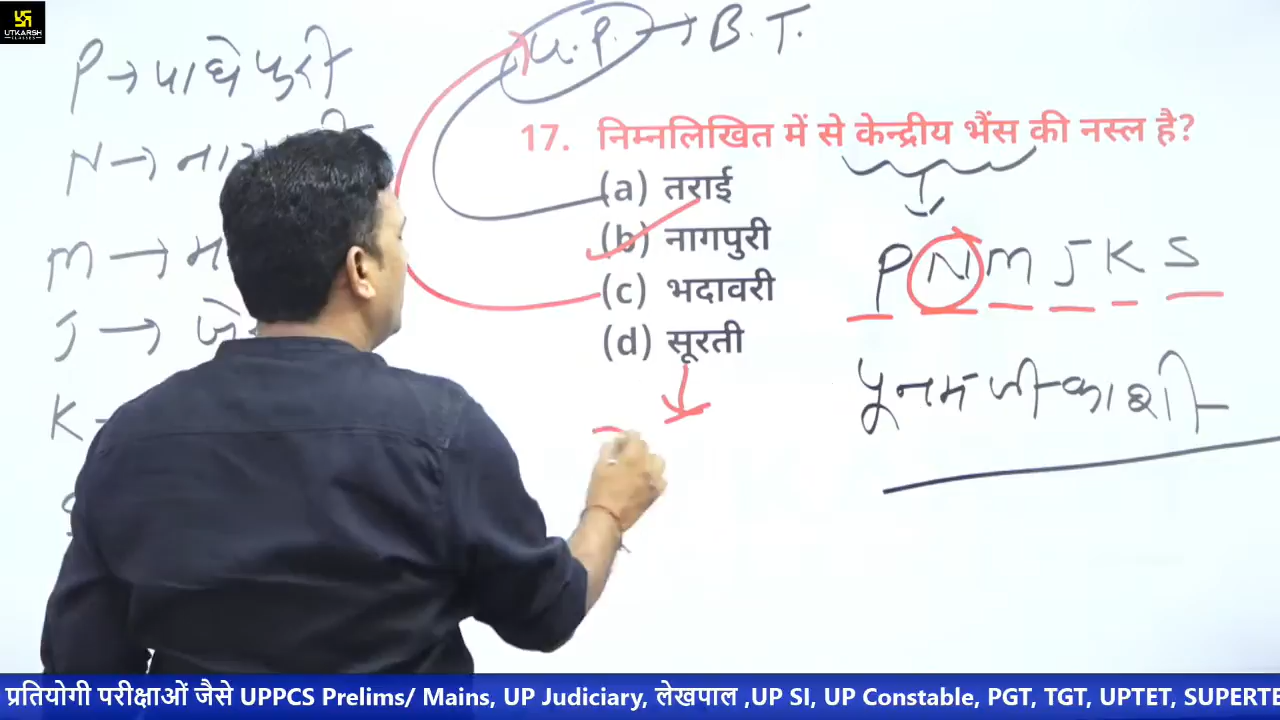 UTKARSH
CLASSES
U.P. → B.T.
P → पाधे पुरी
17. निम्नलिखित में से केन्द्रीय भैंस की नस्ल है?
N → नाग
(a) तराई
(b) नागपुरी
M → म
P N M J K S
(c) भदावरी
J → जे
(d) सूरती
पूनम जी काशी
K
प्रतियोगी परीक्षाओं जैसे UPPCS Prelims/ Mains, UP Judiciary, लेखपाल ,UP SI, UP Constable, PGT, TGT, UPTET, SUPERTE